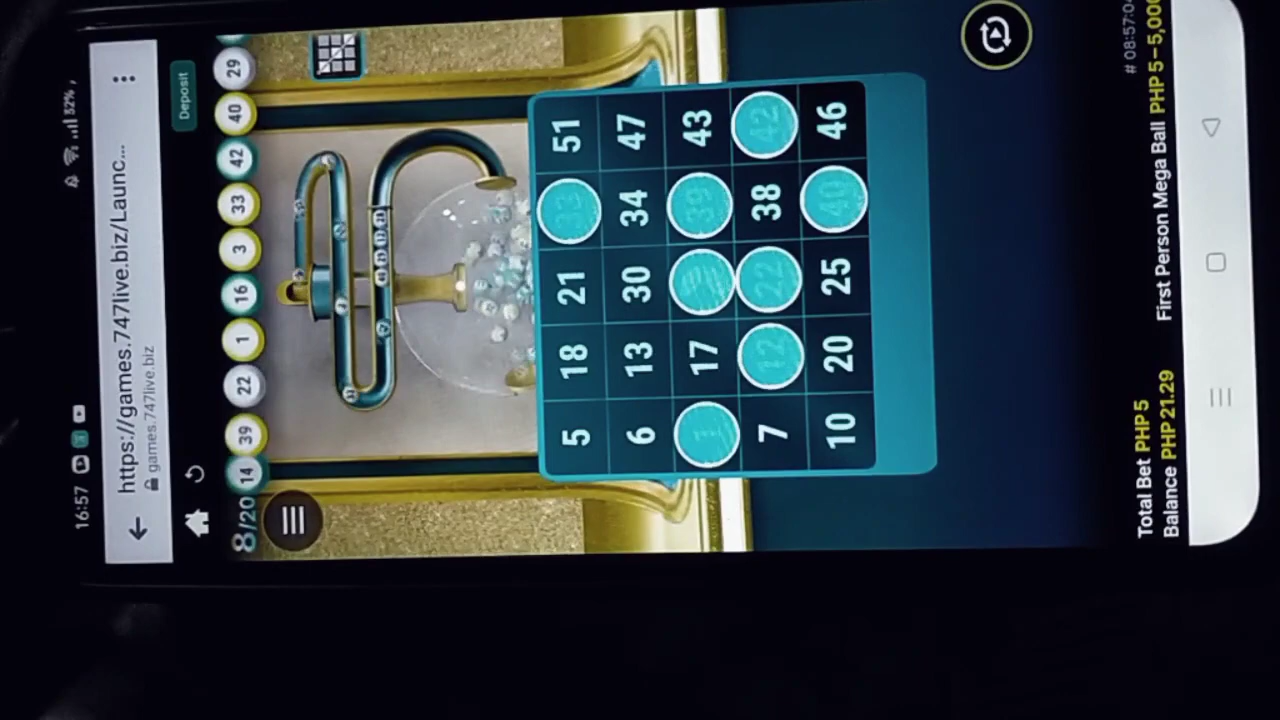 16:57
32%
https://games.747live.biz/Launc...
games.747live.biz
Deposit
8/20 14 39 22 1 16 3 33 42 40 29
5 18 21 33 51
6 13 30 34 47
1 17 39 43
7 12 22 38 42
10 20 25 40 46
Total Bet PHP 5
Balance PHP 21.29
# 08:57:0
First Person Mega Ball PHP 5-5,000